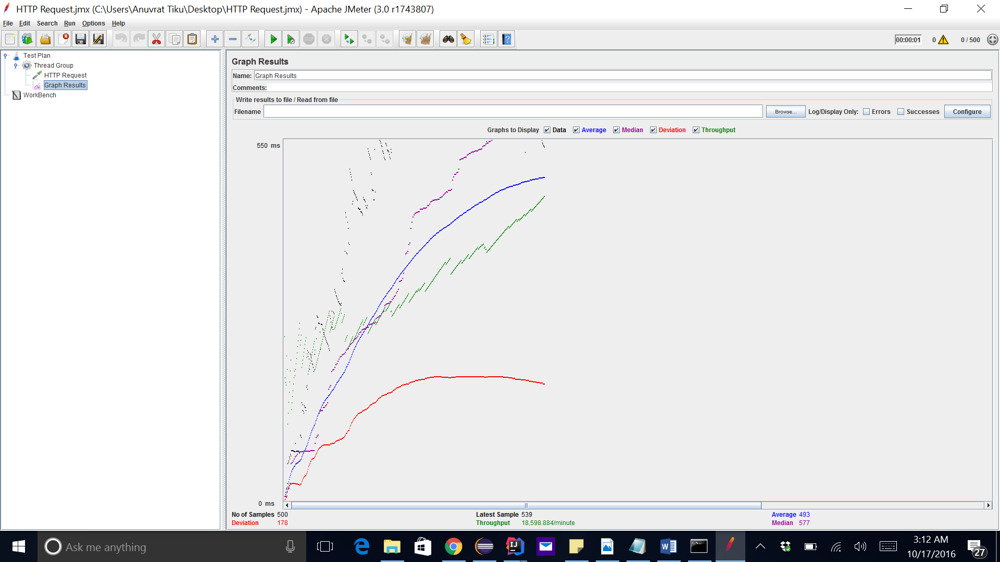 HTTP Request.jmx (C:\Users\Anuvrat Tiku\Desktop\HTTP Request.jmx) - Apache JMeter (3.0 r1743807)
File Edit Search Run Options Help
00:00:01 0 0 / 500
Test Plan
Thread Group
HTTP Request
Graph Results
WorkBench
Graph Results
Name: Graph Results
Comments:
Write results to file / Read from file
Filename Browse... Log/Display Only: Errors Successes Configure
Graphs to Display Data Average Median Deviation Throughput
550 ms
0 ms
No of Samples 500 Latest Sample 539 Average 493
Deviation 178 Throughput 18,598.884/minute Median 577
Ask me anything
3:12 AM
10/17/2016
27